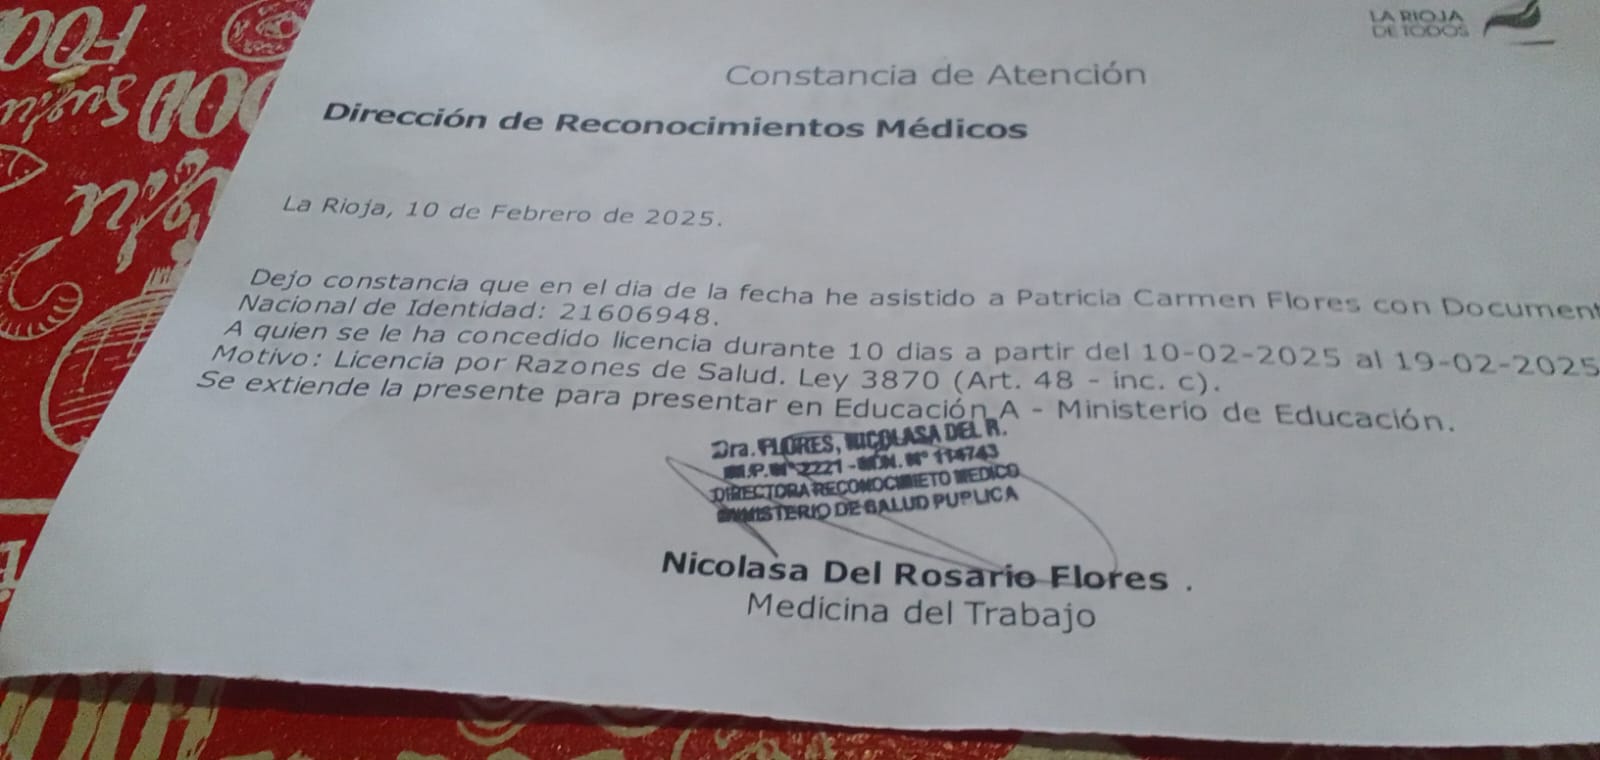 LA RIOJA
DE TODOS
Constancia de Atención
Dirección de Reconocimientos Médicos
La Rioja, 10 de Febrero de 2025.
Dejo constancia que en el dia de la fecha he asistido a Patricia Carmen Flores con Document
Nacional de Identidad: 21606948.
A quien se le ha concedido licencia durante 10 dias a partir del 10-02-2025 al 19-02-2025
Motivo: Licencia por Razones de Salud. Ley 3870 (Art. 48 - inc. c).
Se extiende la presente para presentar en Educación A - Ministerio de Educación.
Dra. FLORES, NICOLASA DEL R.
M.P. Nº 2221 - Nº 114743
DIRECTORA RECONOCIMIETO MEDICO
MINISTERIO DE SALUD PUBLICA
Nicolasa Del Rosario Flores .
Medicina del Trabajo